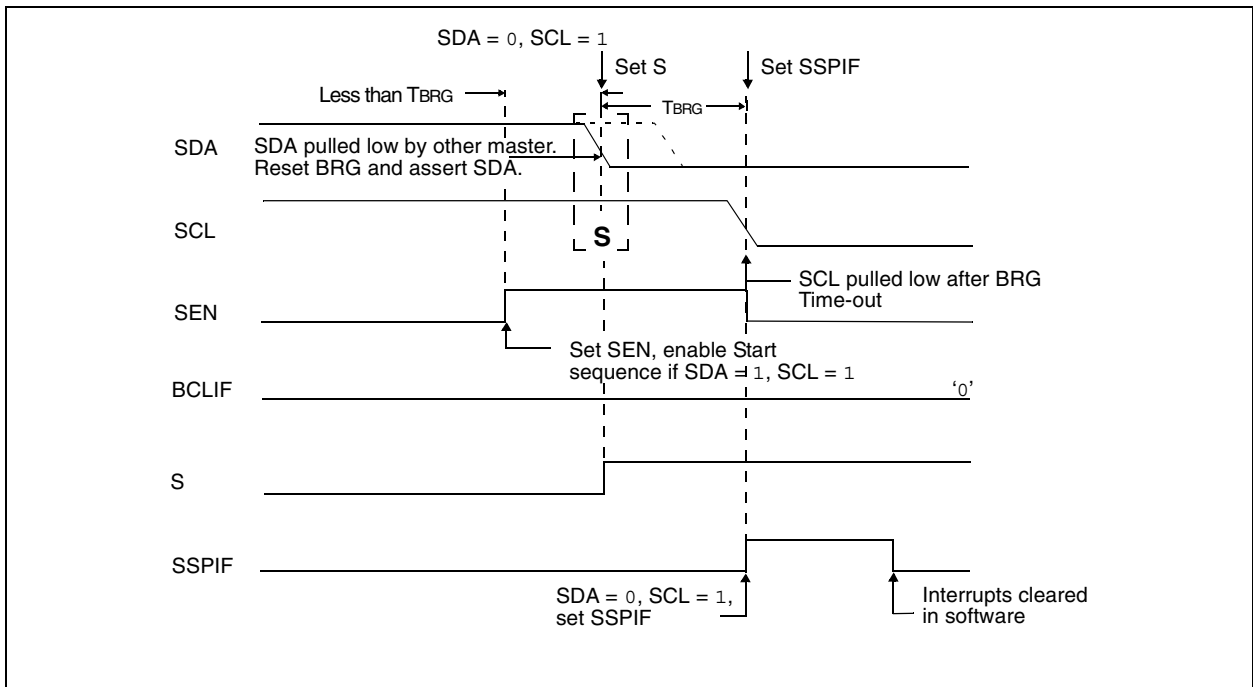 SDA = 0, SCL = 1
Set S
Set SSPIF
Less than TBRG
TBRG
SDA
SDA pulled low by other master.
Reset BRG and assert SDA.
SCL
S
SCL pulled low after BRG
Time-out
SEN
Set SEN, enable Start
sequence if SDA = 1, SCL = 1
BCLIF
‘0’
S
SSPIF
SDA = 0, SCL = 1,
set SSPIF
Interrupts cleared
in software